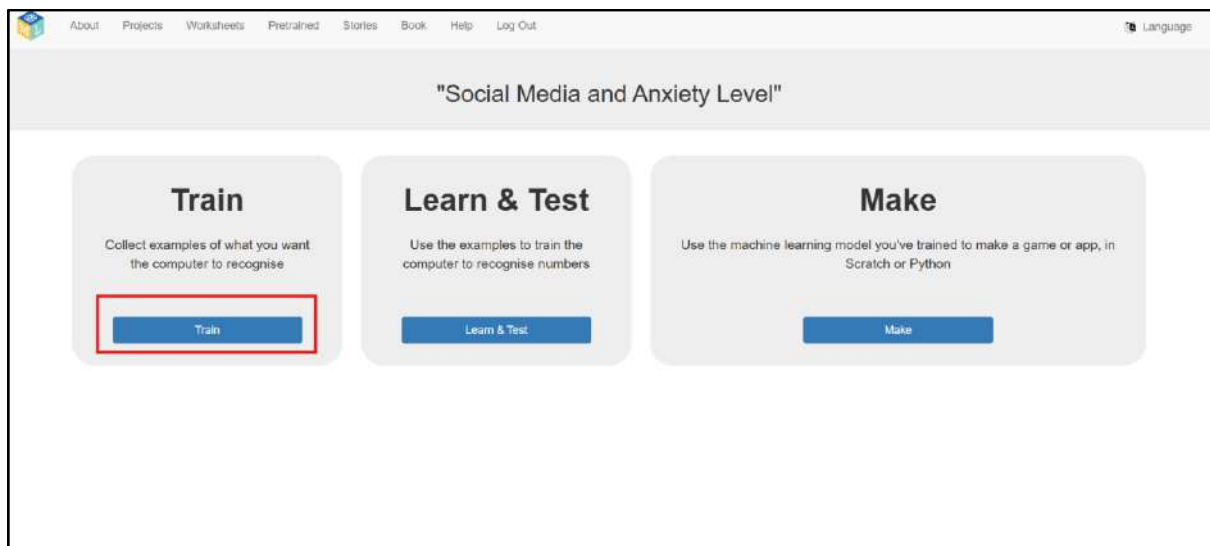 About Projects Worksheets Pretrained Stories Book Help Log Out Language
"Social Media and Anxiety Level"
Train
Collect examples of what you want
the computer to recognise
Train
Learn & Test
Use the examples to train the
computer to recognise numbers
Learn & Test
Make
Use the machine learning model you've trained to make a game or app, in
Scratch or Python
Make